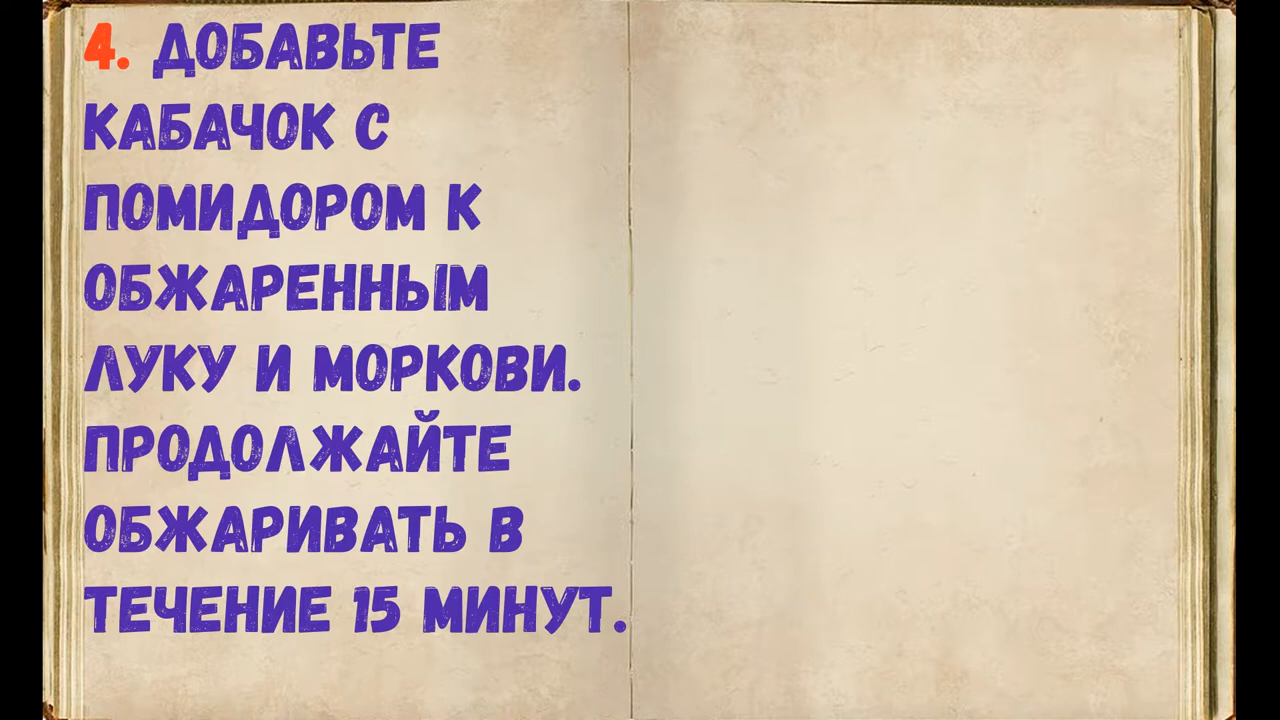 4. ДОБАВЬТЕ
КАБАЧОК С
ПОМИДОРОМ К
ОБЖАРЕННЫМ
ЛУКУ И МОРКОВИ.
ПРОДОЛЖАЙТЕ
ОБЖАРИВАТЬ В
ТЕЧЕНИЕ 15 МИНУТ.